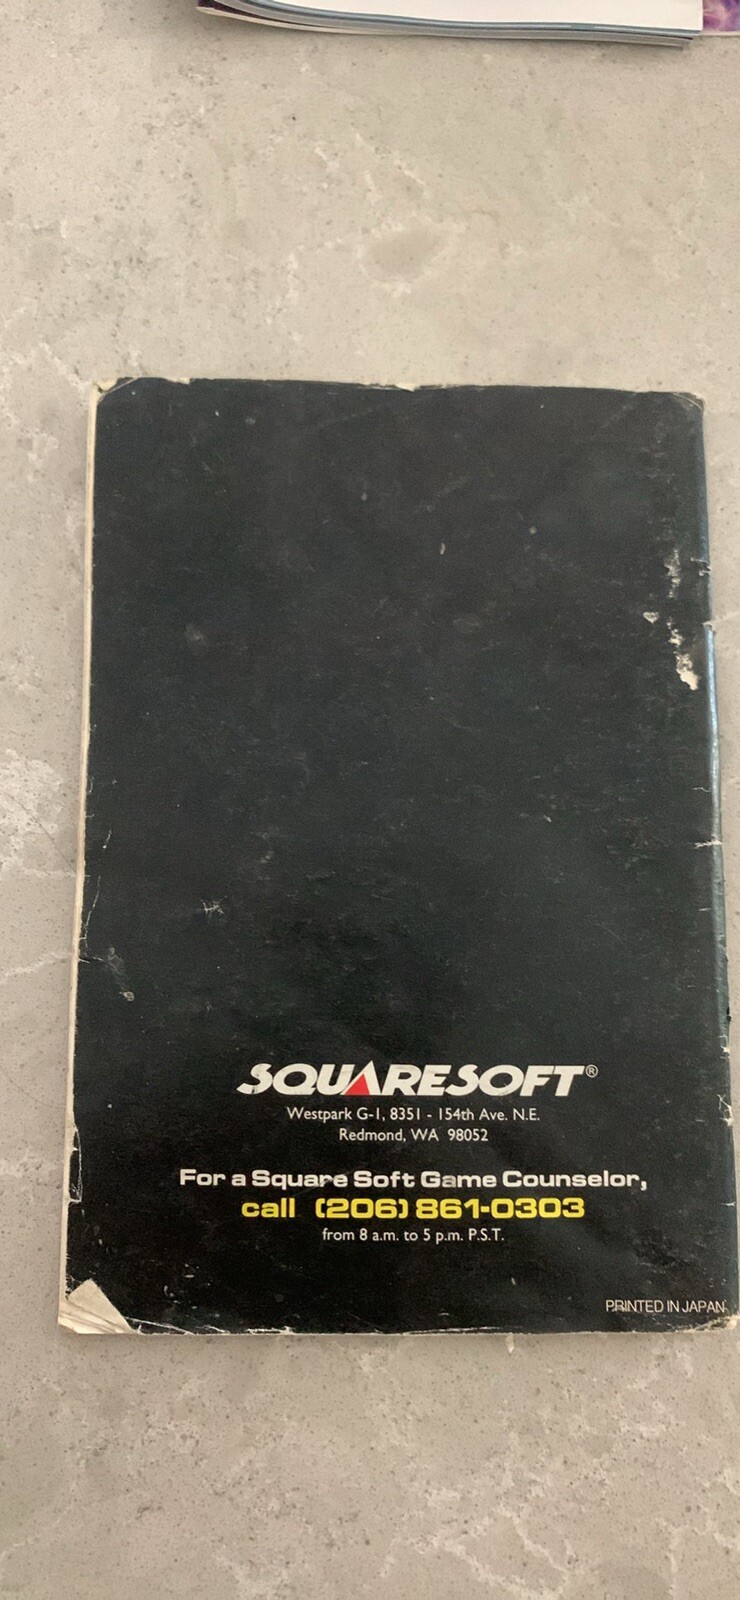 SQUARESOFT®
Westpark G-1, 8351 - 154th Ave. N.E.
Redmond, WA 98052
For a Square Soft Game Counselor,
call (206) 861-0303
from 8 a.m. to 5 p.m. P.S.T.
PRINTED IN JAPAN